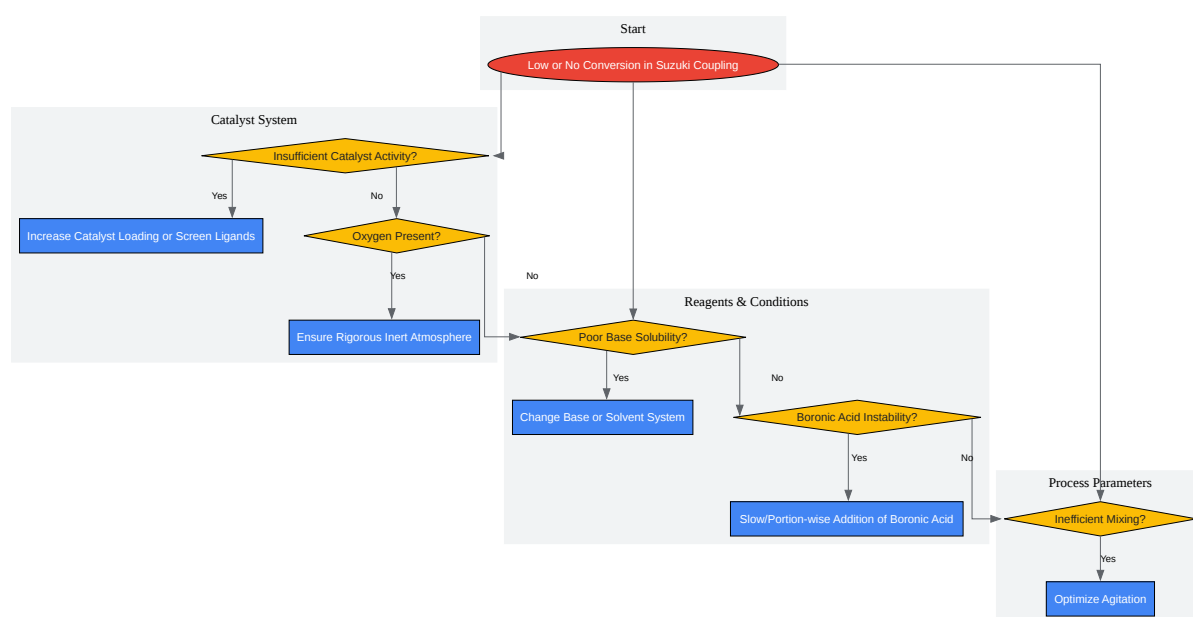 Start
Low or No Conversion in Suzuki Coupling
Catalyst System
Insufficient Catalyst Activity?
Yes
No
Increase Catalyst Loading or Screen Ligands
Oxygen Present?
Yes
No
Ensure Rigorous Inert Atmosphere
Reagents & Conditions
Poor Base Solubility?
Yes
No
Change Base or Solvent System
Boronic Acid Instability?
Yes
No
Slow/Portion-wise Addition of Boronic Acid
Process Parameters
Inefficient Mixing?
Yes
Optimize Agitation